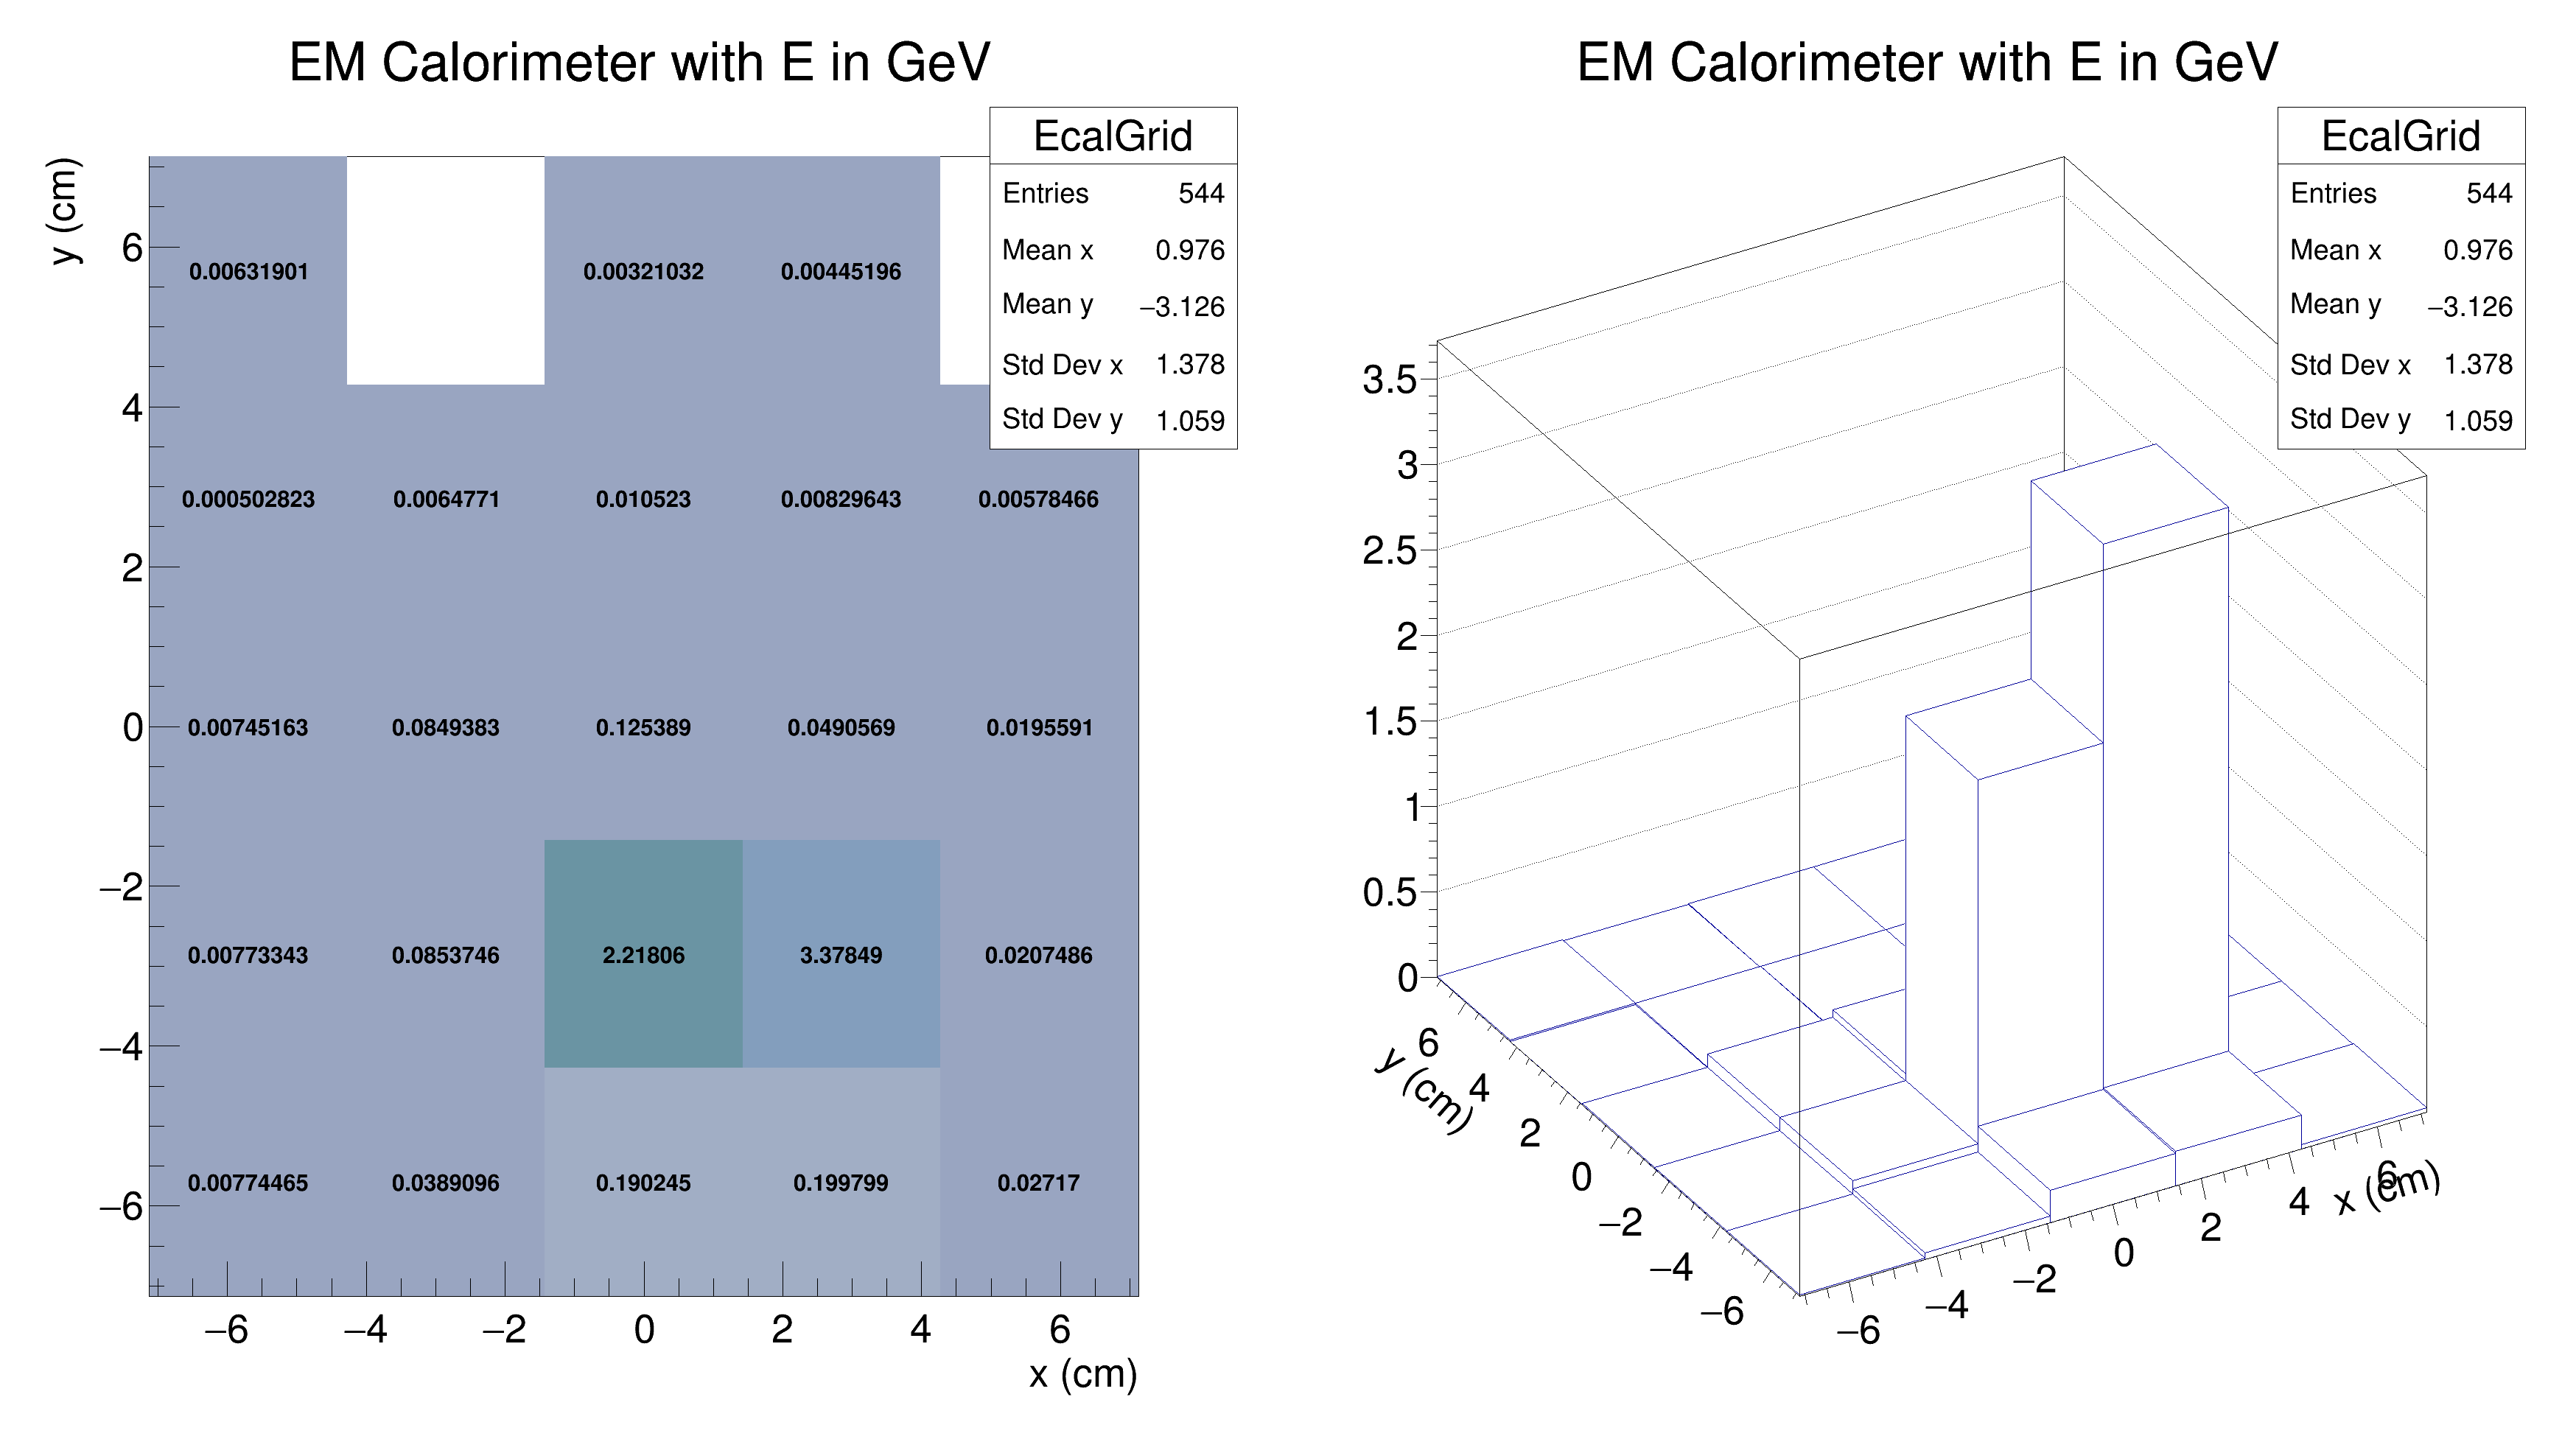 EM Calorimeter with E in GeV
EcalGrid
Entries 544
Mean x 0.976
Mean y −3.126
Std Dev x 1.378
Std Dev y 1.059
y (cm)
6
4
2
0
−2
−4
−6
0.00631901 0.00321032 0.00445196
0.000502823 0.0064771 0.010523 0.00829643 0.00578466
0.00745163 0.0849383 0.125389 0.0490569 0.0195591
0.00773343 0.0853746 2.21806 3.37849 0.0207486
0.00774465 0.0389096 0.190245 0.199799 0.02717
−6 −4 −2 0 2 4 6
x (cm)
EM Calorimeter with E in GeV
EcalGrid
Entries 544
Mean x 0.976
Mean y −3.126
Std Dev x 1.378
Std Dev y 1.059
3.5
3
2.5
2
1.5
1
0.5
0
6
4
2
0
−2
−4
−6
y (cm)
−6
−4
−2
0
2
4
6
x (cm)